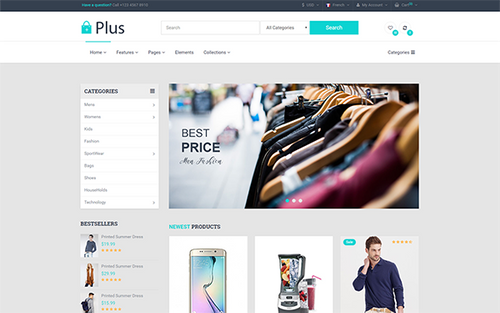 Have a question? Call +123 4567 8910
USD
French
My Account
Cart
Plus
Search
All Categories
Search
Home
Features
Pages
Elements
Collections
Categories
CATEGORIES
Mens
Womens
Kids
Fashion
SportWear
Bags
Shoes
HouseHolds
Technology
BEST
PRICE
Men Fashion
BESTSELLERS
Printed Summer Dress
$19.99
Printed Summer Dress
$29.99
Printed Summer Dress
$19.99
NEWEST PRODUCTS
Sale